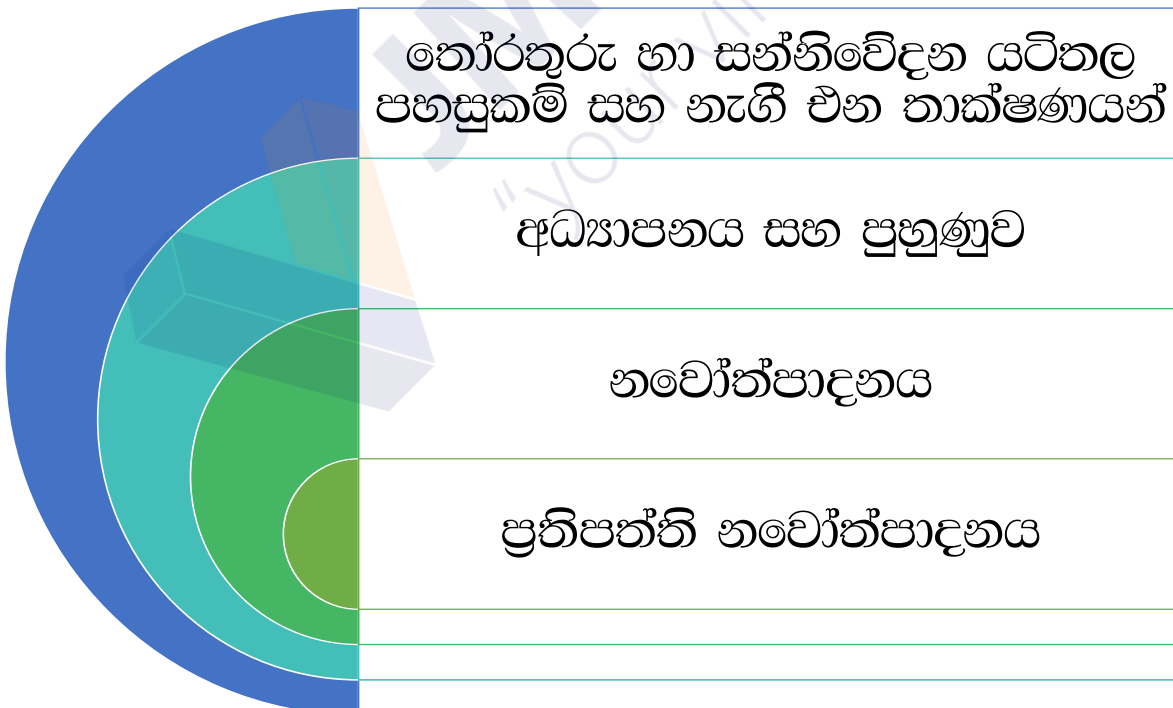 තෝරතුරු හා සන්නිවේදන යටිතල
පහසුකම් සහ නැගී එන තාක්ෂණයන්
අධ්‍යාපනය සහ පුහුණුව
නවෝත්පාදනය
ප්‍රතිපත්ති නවෝත්පාදනය
"your